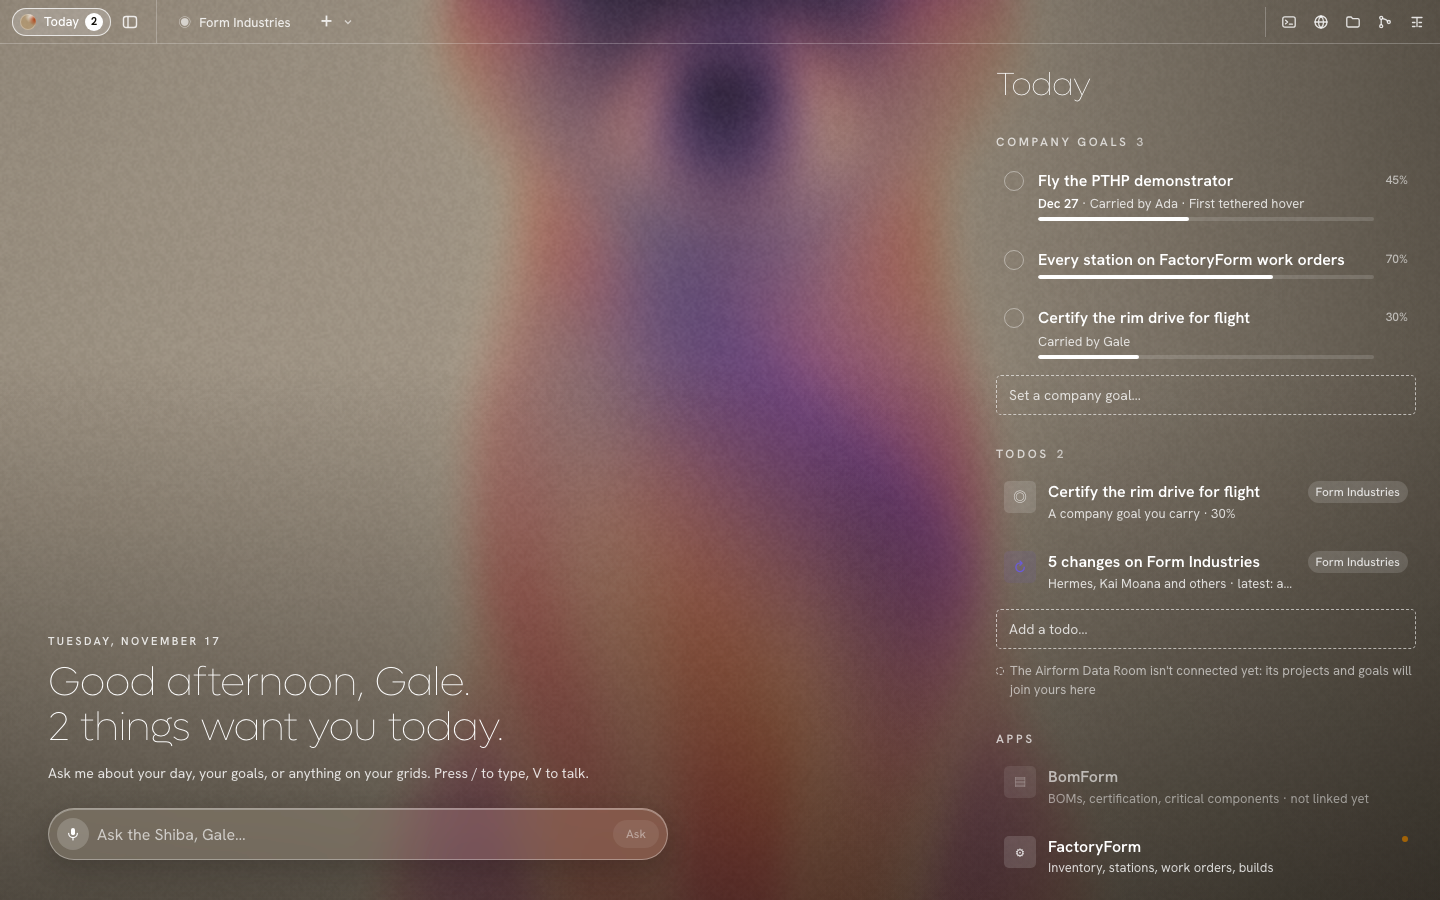 Today 2
Form Industries
Today
COMPANY GOALS 3
Fly the PTHP demonstrator 45%
Dec 27 · Carried by Ada · First tethered hover
Every station on FactoryForm work orders 70%
Certify the rim drive for flight 30%
Carried by Gale
Set a company goal...
TODOS 2
Certify the rim drive for flight Form Industries
A company goal you carry · 30%
5 changes on Form Industries Form Industries
Hermes, Kai Moana and others · latest: a...
Add a todo...
The Airform Data Room isn't connected yet: its projects and goals will
join yours here
APPS
BomForm
BOMs, certification, critical components · not linked yet
FactoryForm
Inventory, stations, work orders, builds
TUESDAY, NOVEMBER 17
Good afternoon, Gale.
2 things want you today.
Ask me about your day, your goals, or anything on your grids. Press / to type, V to talk.
Ask the Shiba, Gale... Ask